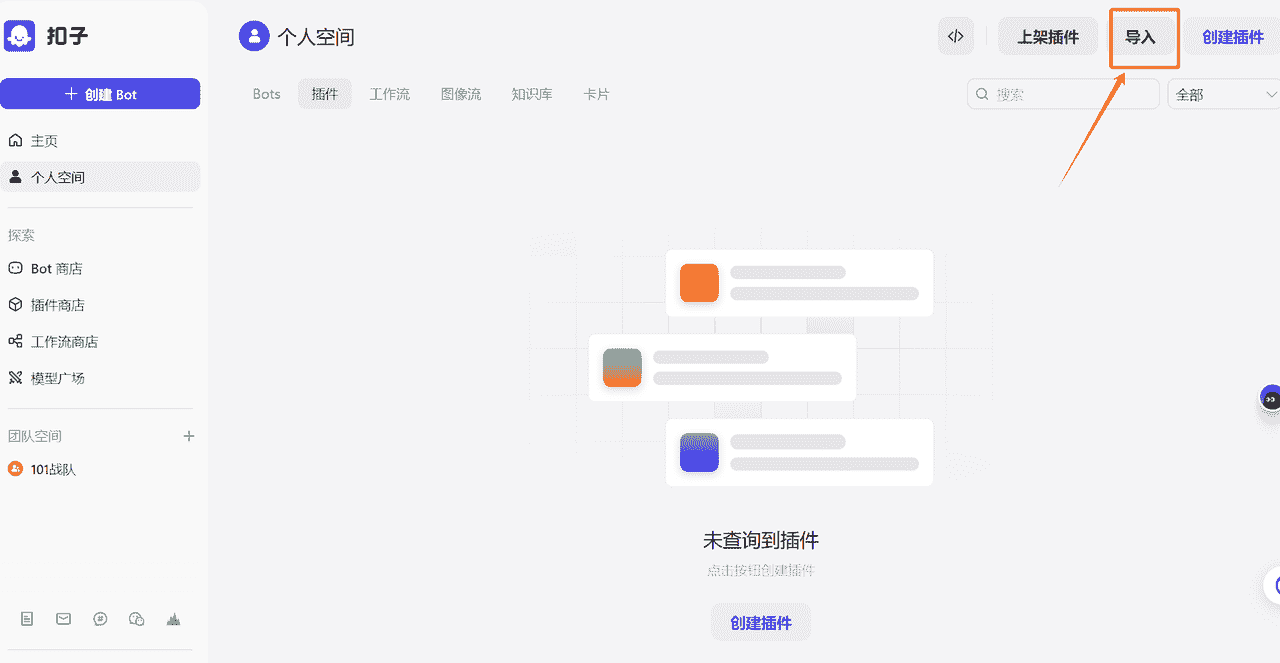 扣子
个人空间
上架插件
导入
创建插件
创建 Bot
Bots
插件
工作流
图像流
知识库
卡片
搜索
全部
主页
个人空间
探索
Bot 商店
插件商店
工作流商店
模型广场
团队空间
101战队
未查询到插件
点击按钮创建插件
创建插件